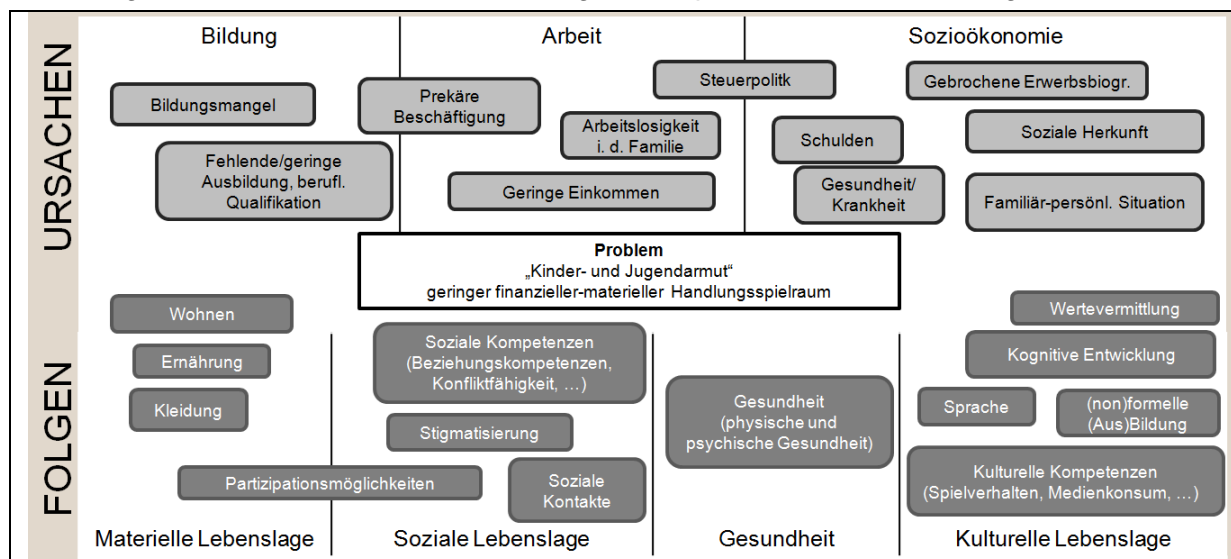 URSACHEN
Bildung
Arbeit
Sozioökonomie
Bildungsmangel
Prekäre
Beschäftigung
Steuerpolitk
Gebrochene Erwerbsbiogr.
Fehlende/geringe
Ausbildung, berufl.
Qualifikation
Arbeitslosigkeit
i. d. Familie
Geringe Einkommen
Schulden
Soziale Herkunft
Gesundheit/
Krankheit
Familiär-persönl. Situation
Problem
„Kinder- und Jugendarmut“
geringer finanzieller-materieller Handlungsspielraum
FOLGEN
Wohnen
Ernährung
Kleidung
Partizipationsmöglichkeiten
Soziale Kompetenzen
(Beziehungskompetenzen,
Konfliktfähigkeit, …)
Stigmatisierung
Soziale
Kontakte
Gesundheit
(physische und
psychische Gesundheit)
Wertevermittlung
Kognitive Entwicklung
Sprache
(non)formelle
(Aus)Bildung
Kulturelle Kompetenzen
(Spielverhalten, Medienkonsum, …)
Materielle Lebenslage
Soziale Lebenslage
Gesundheit
Kulturelle Lebenslage